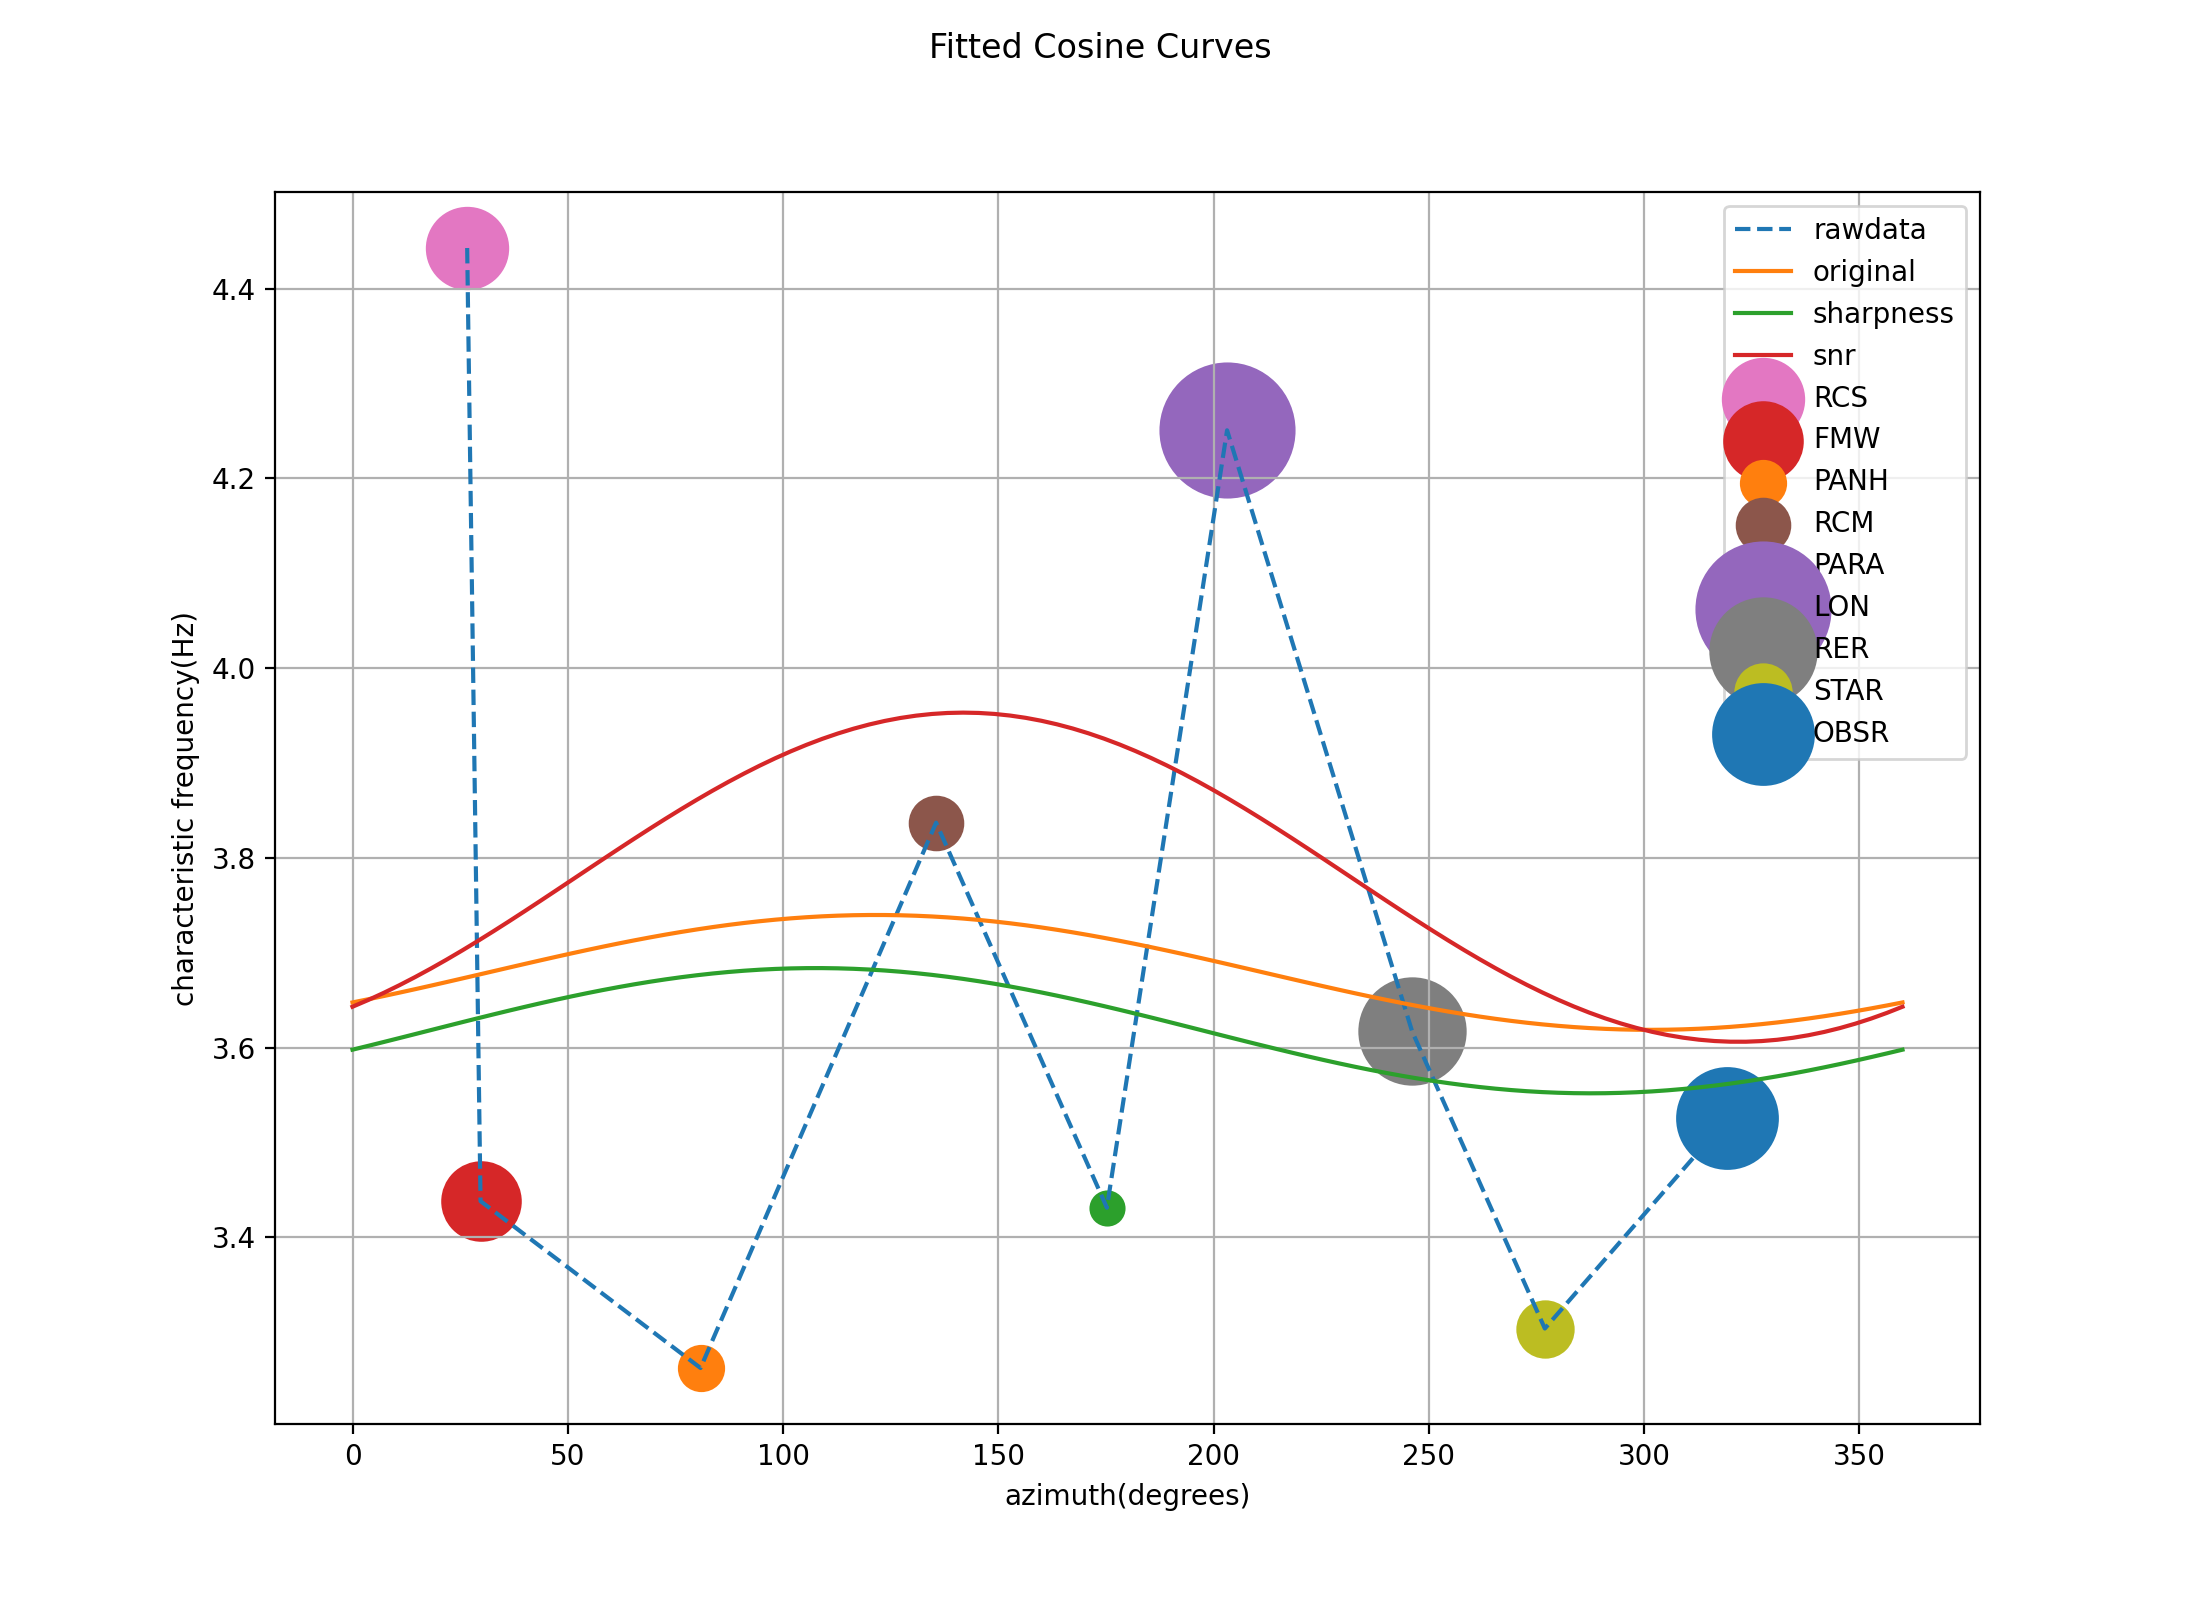 Fitted Cosine Curves
4.4
4.2
4.0
3.8
3.6
3.4
characteristic frequency(Hz)
0 50 100 150 200 250 300 350
azimuth(degrees)
rawdata
original
sharpness
snr
RCS
FMW
PANH
RCM
PARA
LON
RER
STAR
OBSR